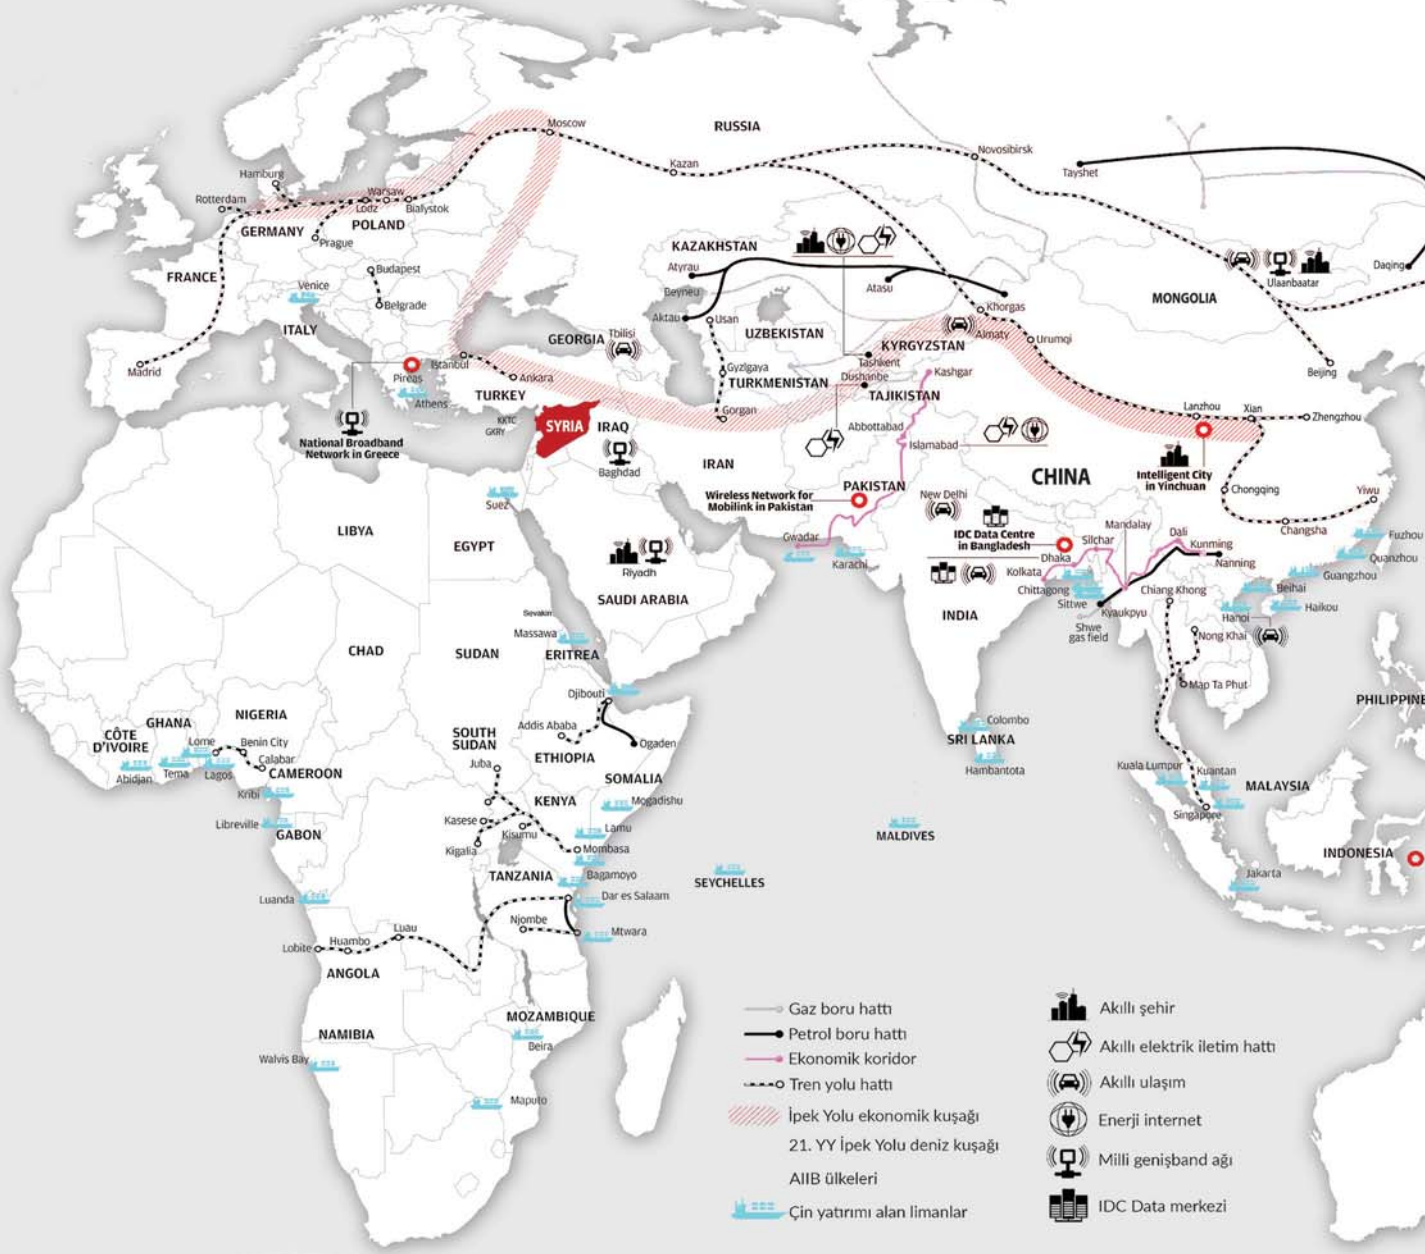 Moscow
RUSSIA
Kazan
Novosibirsk
Tayshet
Hamburg
Rotterdam
Warsaw
Lodz
Bialystok
GERMANY
POLAND
Prague
FRANCE
Budapest
Venice
Belgrade
ITALY
Madrid
KAZAKHSTAN
Atyrau
Beyneu
Aktau
Atasu
Usan
Khorgas
Almaty
Urumqi
MONGOLIA
Ulaanbaatar
Daqing
Beijing
GEORGIA
Tbilisi
UZBEKISTAN
KYRGYZSTAN
Tashkent
Dushanbe
Kashgar
Gyzlgaya
TURKMENISTAN
TAJIKISTAN
Pireas
Athens
Istanbul
Ankara
TURKEY
KKTC
GKRY
SYRIA
IRAQ
Baghdad
Gorgan
IRAN
Abbottabad
Islamabad
Lanzhou
Xian
Zhengzhou
National Broadband
Network in Greece
CHINA
Intelligent City
in Yinchuan
Chongqing
Yiwu
Changsha
Wireless Network for
Mobilink in Pakistan
PAKISTAN
New Delhi
Suez
LIBYA
EGYPT
Gwadar
Karachi
IDC Data Centre
in Bangladesh
Dhaka
Silchar
Mandalay
Dali
Kunming
Nanning
Fuzhou
Quanzhou
Guangzhou
Beihai
Haikou
Hanoi
Kolkata
Chittagong
Sittwe
Kyaukpyu
Shwe
gas field
Chiang Khong
Nong Khai
Map Ta Phut
Riyadh
SAUDI ARABIA
INDIA
Sevakin
Massawa
ERITREA
CHAD
SUDAN
Djibouti
PHILIPPINE
NIGERIA
GHANA
CÔTE
D'IVOIRE
Abidjan
Tema
Lome
Lagos
Benin City
Calabar
CAMEROON
Kribi
Libreville
GABON
SOUTH
SUDAN
Juba
Addis Ababa
ETHIOPIA
Ogaden
SOMALIA
Mogadishu
KENYA
Kasese
Kisumu
Kigalia
Lamu
Mombasa
Colombo
SRI LANKA
Hambantota
MALDIVES
SEYCHELLES
Kuala Lumpur
Kuantan
MALAYSIA
Singapore
INDONESIA
Jakarta
TANZANIA
Bagamoyo
Dar es Salaam
Njombe
Mtwara
Luanda
Lobite
Huambo
Luau
ANGOLA
NAMIBIA
Walvis Bay
MOZAMBIQUE
Beira
Maputo
Gaz boru hattı
Petrol boru hattı
Ekonomik koridor
Tren yolu hattı
İpek Yolu ekonomik kuşağı
21. YY İpek Yolu deniz kuşağı
AIIB ülkeleri
Çin yatırımı alan limanlar
Akıllı şehir
Akıllı elektrik iletim hattı
Akıllı ulaşım
Enerji internet
Milli genişband ağı
IDC Data merkezi